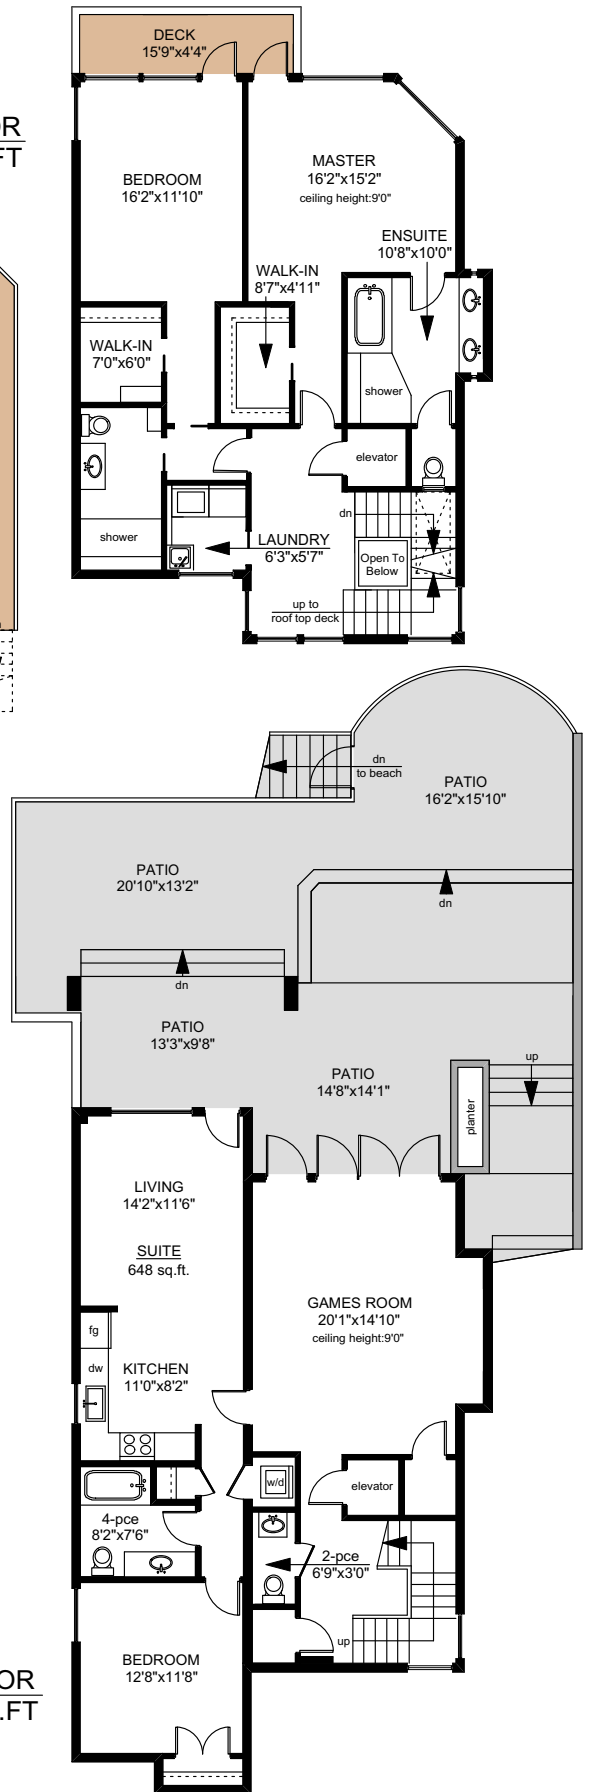 DECK
15'9"x4'4"
OR
FT
BEDROOM
16'2"x11'10"
MASTER
16'2"x15'2"
ceiling height:9'0"
ENSUITE
10'8"x10'0"
WALK-IN
8'7"x4'11"
WALK-IN
7'0"x6'0"
shower
elevator
shower
dn
LAUNDRY
6'3"x5'7"
Open To
Below
up to
roof top deck
dn
to beach
PATIO
16'2"x15'10"
PATIO
20'10"x13'2"
dn
dn
PATIO
13'3"x9'8"
PATIO
14'8"x14'1"
up
planter
LIVING
14'2"x11'6"
SUITE
648 sq.ft.
GAMES ROOM
20'1"x14'10"
ceiling height:9'0"
fg
dw
KITCHEN
11'0"x8'2"
w/d
elevator
4-pce
8'2"x7'6"
2-pce
6'9"x3'0"
up
BEDROOM
12'8"x11'8"
OR
.FT